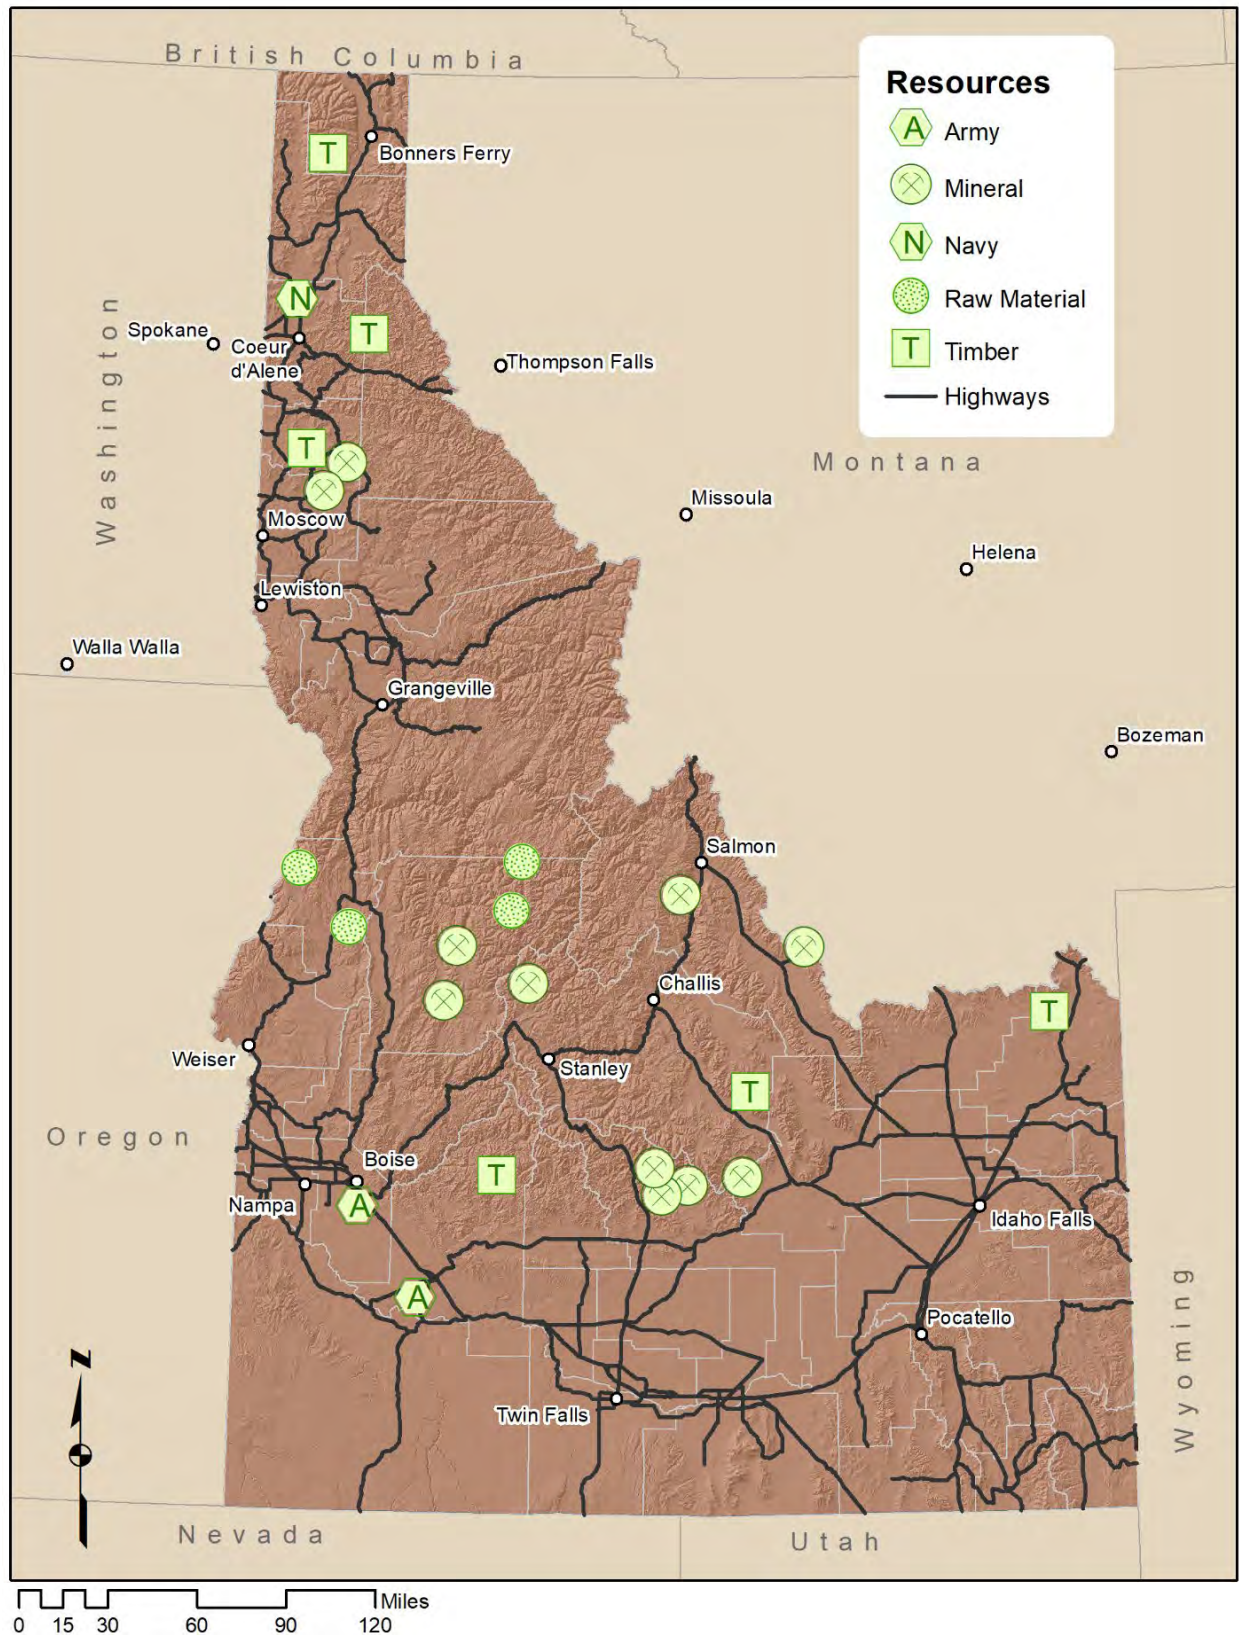 British Columbia
Resources
A Army
Mineral
N Navy
Raw Material
T Timber
Highways
T
Bonners Ferry
N
Spokane
Coeur
d'Alene
T
Thompson Falls
Washington
Montana
T
Missoula
Moscow
Helena
Lewiston
Walla Walla
Grangeville
Bozeman
Salmon
Challis
T
Weiser
Stanley
T
Oregon
Boise
T
Nampa
A
Idaho Falls
A
Pocatello
Wyoming
Z
Twin Falls
Nevada
Utah
Miles
0 15 30 60 90 120